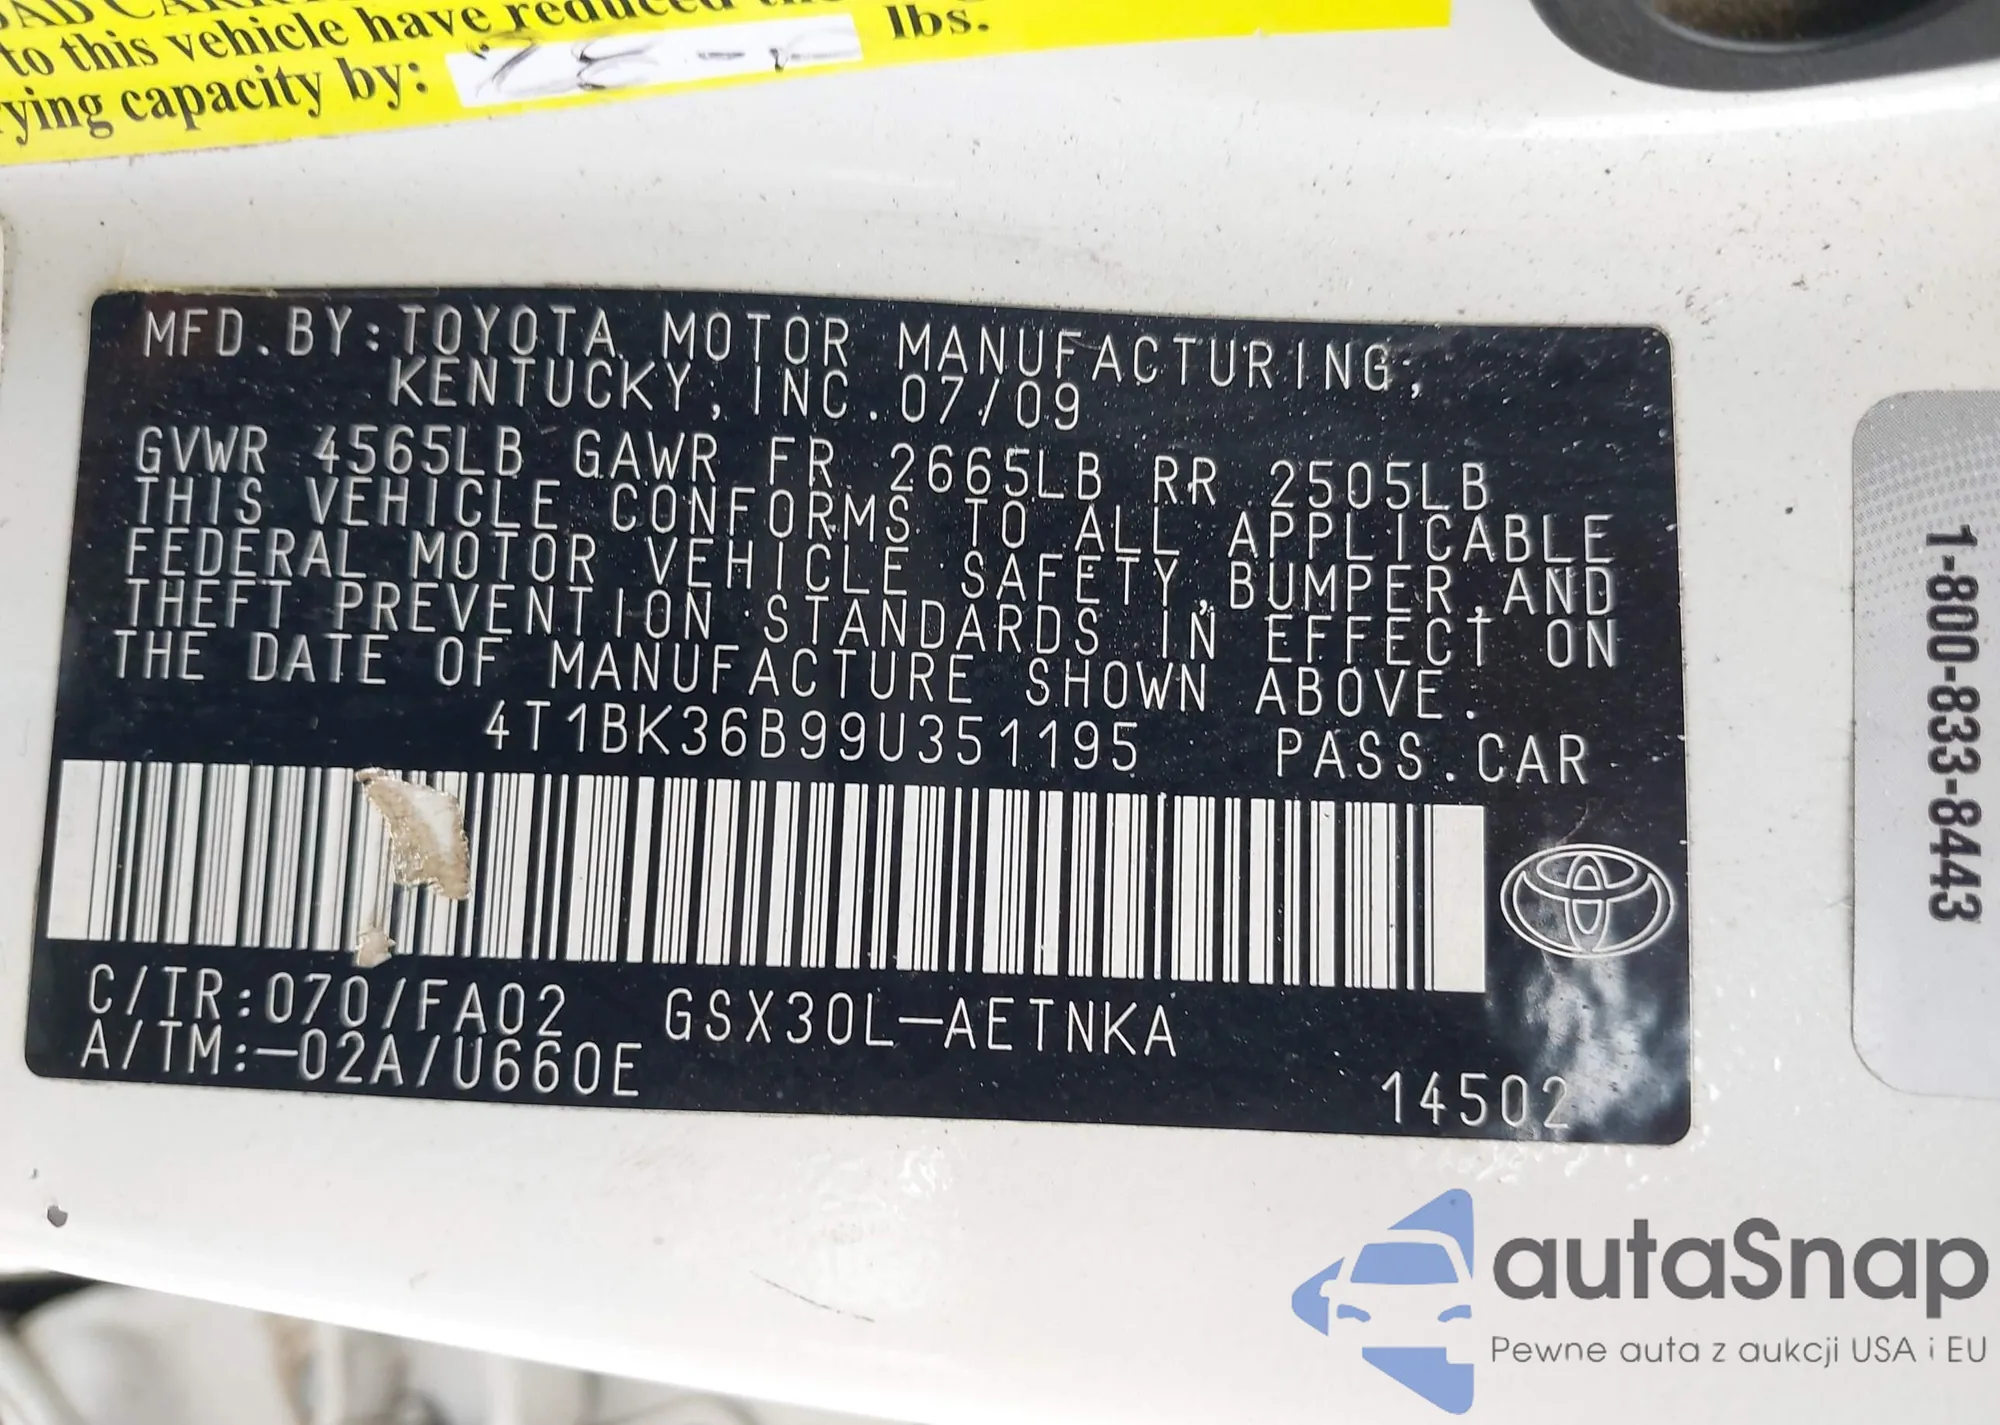 to this vehicle have reduced
capacity by:
lbs.
MFD.BY:TOYOTA MOTOR MANUFACTURING,
KENTUCKY, INC.07/09
GVWR 4565LB GAWR FR 2665LB RR 2505LB
THIS VEHICLE CONFORMS TO ALL APPLICABLE
FEDERAL MOTOR VEHICLE SAFETY,BUMPER,AND
THEFT PREVENTION STANDARDS IN EFFECT ON
THE DATE OF MANUFACTURE SHOWN ABOVE.
4T1BK36B99U351195 PASS.CAR
C/TR:070/FA02 GSX30L-AETNKA
A/TM:-02A/U660E
14502
1-800-833-8443
autaSnap
Pewne auta z aukcji USA i EU